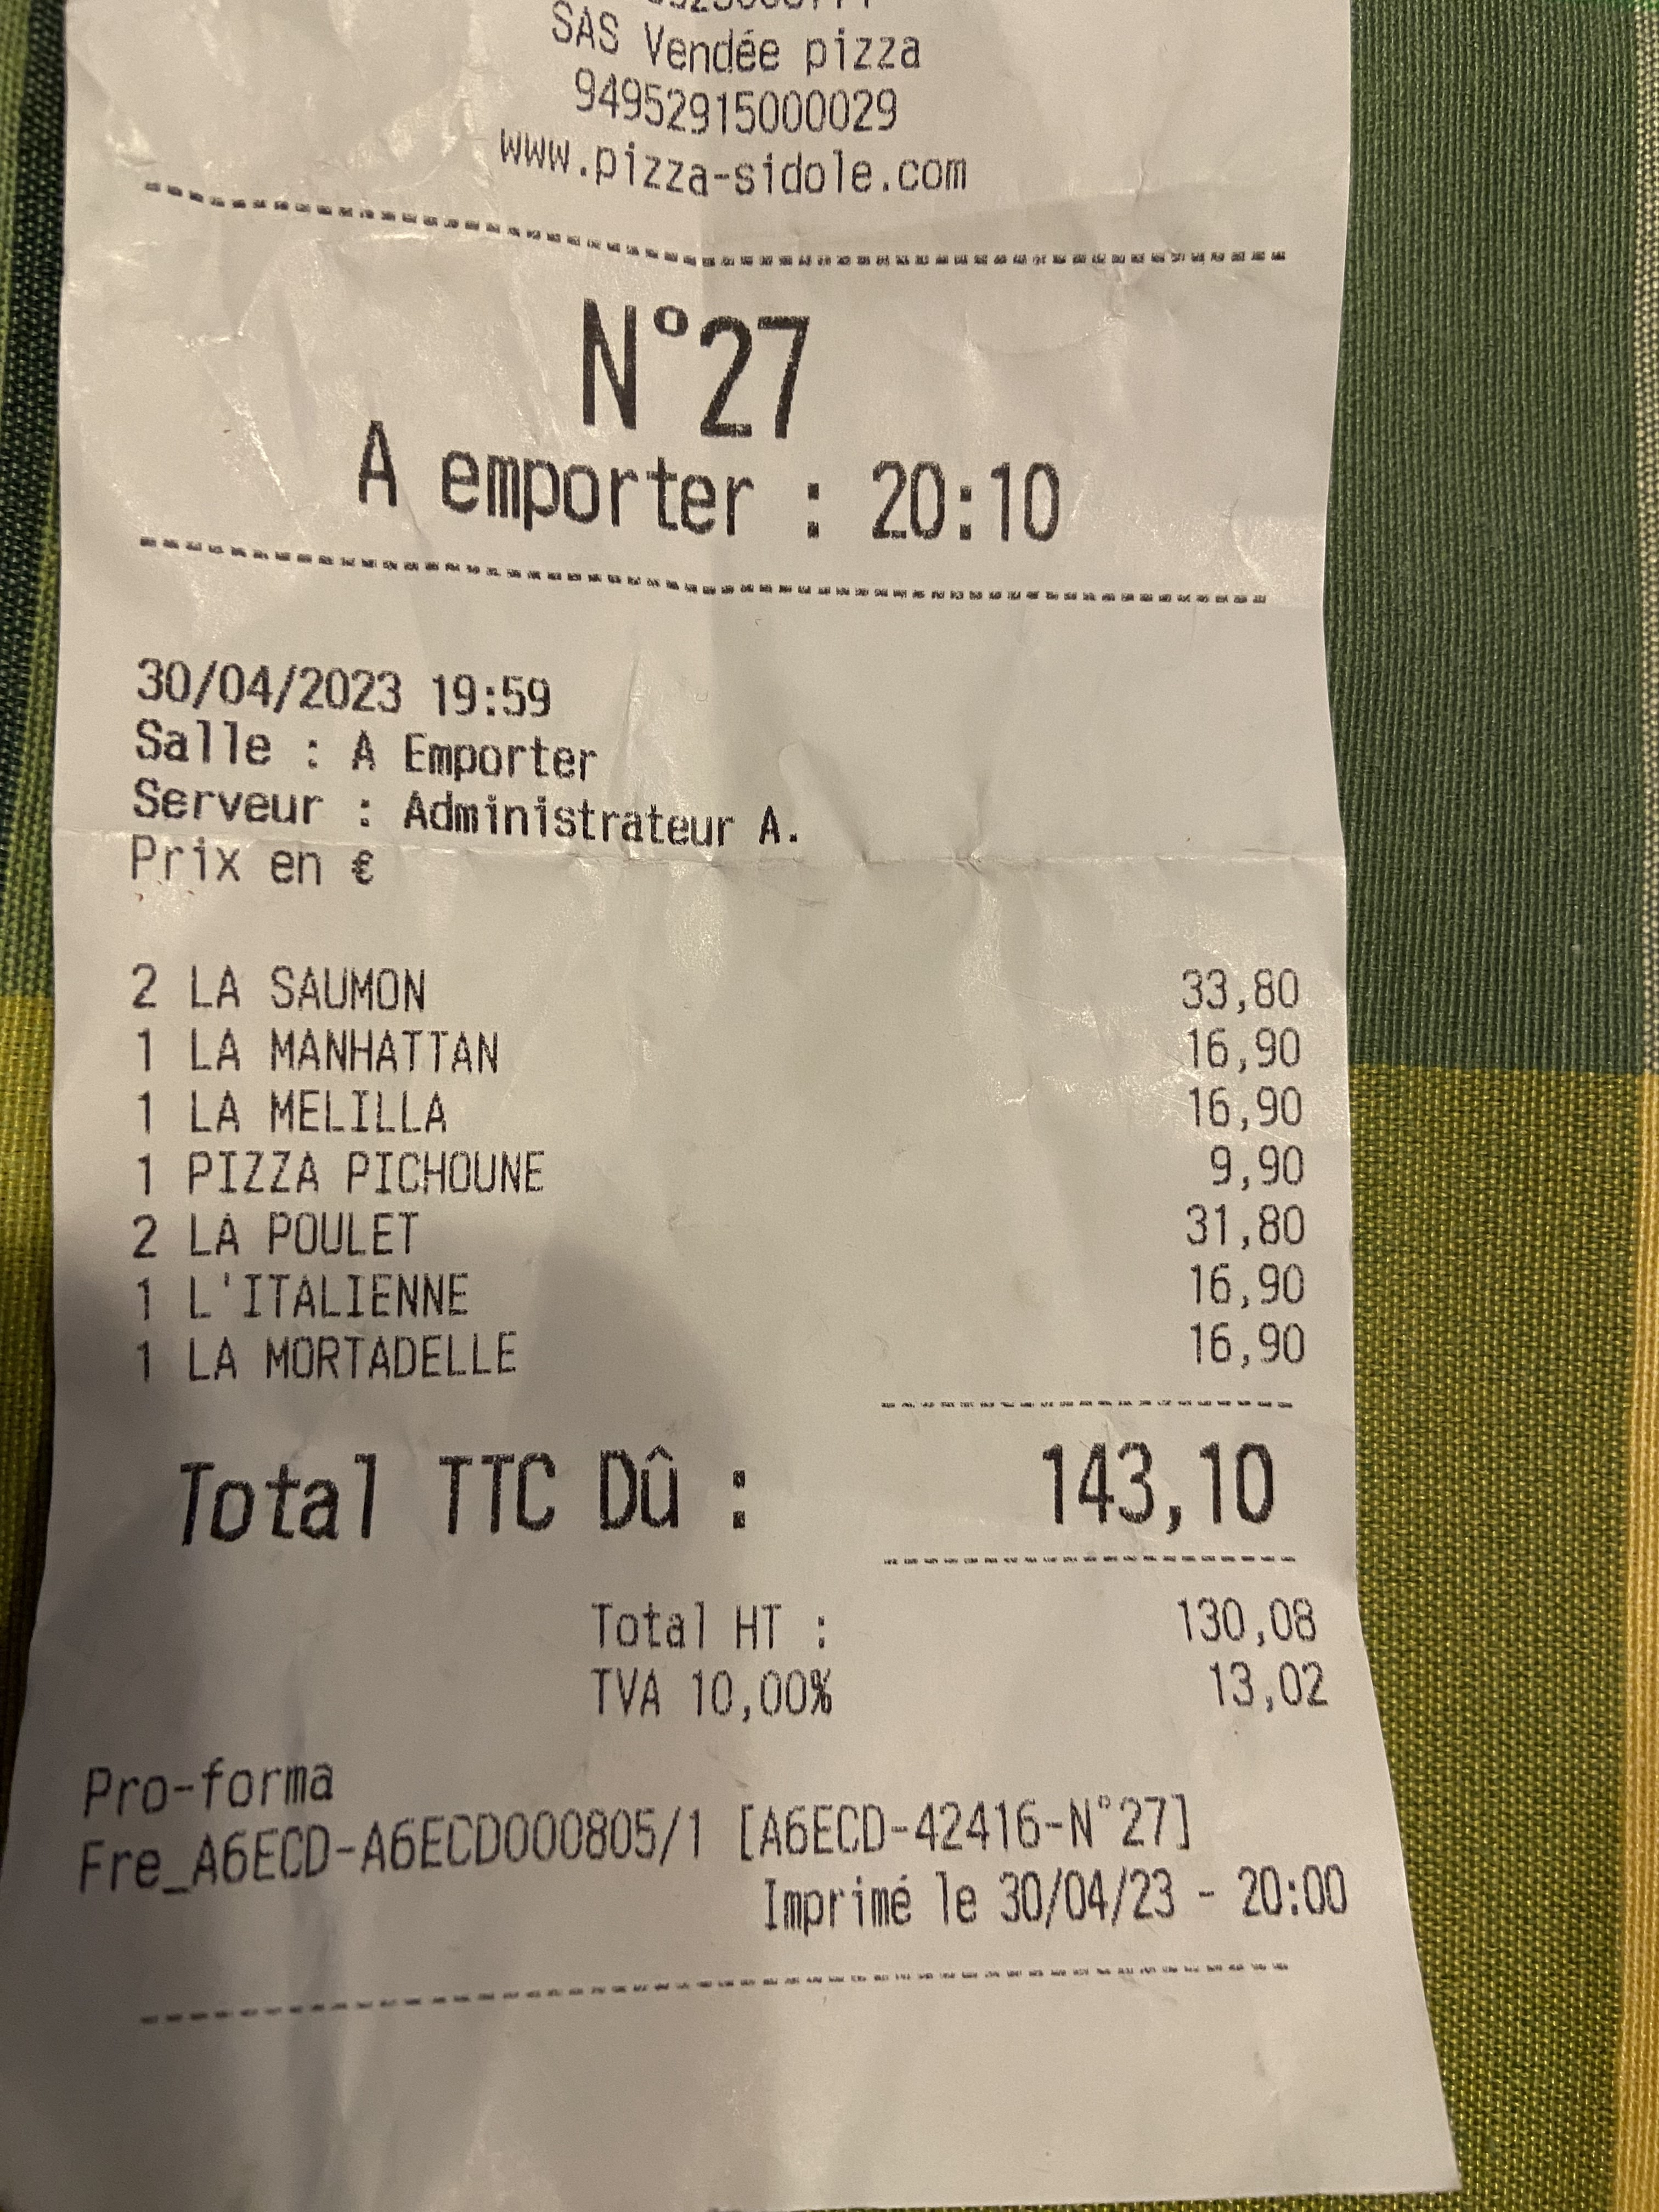 SAS Vendée pizza
94952915000029
www.pizza-sidole.com
N°27
A emporter : 20:10
30/04/2023 19:59
Salle : A Emporter
Serveur : Administrateur A.
Prix en €
2 LA SAUMON 33,80
1 LA MANHATTAN 16,90
1 LA MELILLA 16,90
1 PIZZA PICHOUNE 9,90
2 LA POULET 31,80
1 L'ITALIENNE 16,90
1 LA MORTADELLE 16,90
Total TTC Dû : 143,10
Total HT : 130,08
TVA 10,00% 13,02
Pro-forma
Fre_A6ECD-A6ECD000805/1 [A6ECD-42416-N°27]
Imprimé le 30/04/23 - 20:00